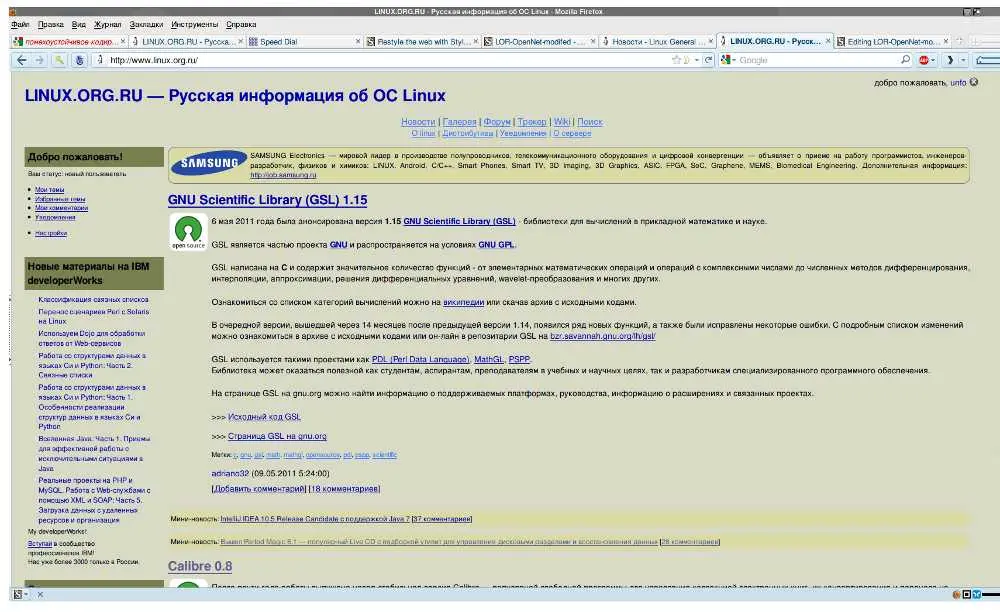 LINUX.ORG.RU - Русская информация об ОС Linux - Mozilla Firefox
Файл Правка Вид Журнал Закладки Инструменты Справка
помехоустойчивое кодир... LINUX.ORG.RU - Русска... Speed Dial Restyle the web with Styl... LOR-OpenNet-modifed - ... Новости - Linux General ... LINUX.ORG.RU - Русск... Editing LOR-OpenNet-mo...
http://www.linux.org.ru/ Google
добро пожаловать, unfo
LINUX.ORG.RU — Русская информация об ОС Linux
Новости | Галерея | Форум | Трекер | Wiki | Поиск
О linux | Дистрибутивы | Уведомления | О сервере
Добро пожаловать!
Ваш статус: новый пользователь
Мои темы
Избранные темы
Мои комментарии
Уведомления
Настройки
Новые материалы на IBM
developerWorks
Классификация связных списков
Перенос сценариев Perl с Solaris
на Linux
Используем Dojo для обработки
ответов от Web-сервисов
Работа со структурами данных в
языках Си и Python: Часть 2.
Связные списки
Работа со структурами данных в
языках Си и Python: Часть 1.
Особенности реализации
структур данных в языках Си и
Python
Вселенная Java: Часть 1. Приемы
для эффективной работы с
исключительными ситуациями в
Java
Реальные проекты на PHP и
MySQL. Работа с Web-службами с
помощью XML и SOAP: Часть 5.
Загрузка данных с удаленных
ресурсов и организация
My developerWorks!
Вступай в сообщество
профессионалов IBM!
Нас уже более 3000 только в России.
SAMSUNG
SAMSUNG Electronics — мировой лидер в производстве полупроводников, телекоммуникационного оборудования и цифровой конвергенции — объявляет о приеме на работу программистов, инженеров-
разработчик, физиков и химиков: LINUX, Android, C/C++, Smart Phones, Smart TV, 3D Imaging, 3D Graphics, ASIC, FPGA, SoC, Graphene, MEMS, Biomedical Engineering. Дополнительная информация:
http://job.samsung.ru
GNU Scientific Library (GSL) 1.15
open source
6 мая 2011 года была анонсирована версия 1.15 GNU Scientific Library (GSL) - библиотеки для вычислений в прикладной математике и науке.
GSL является частью проекта GNU и распространяется на условиях GNU GPL.
GSL написана на C и содержит значительное количество функций - от элементарных математических операций и операций с комплексными числами до численных методов дифференцирования,
интерполяции, аппроксимации, решения дифференциальных уравнений, wavelet-преобразования и многих других.
Ознакомиться со списком категорий вычислений можно на википедии или скачав архив с исходными кодами.
В очередной версии, вышедшей через 14 месяцев после предыдущей версии 1.14, появился ряд новых функций, а также были исправлены некоторые ошибки. С подробным списком изменений
можно ознакомиться в архиве с исходными кодами или он-лайн в репозитарии GSL на bzr.savannah.gnu.org/lh/gsl/
GSL используется такими проектами как PDL (Perl Data Language), MathGL, PSPP.
Библиотека может оказаться полезной как студентам, аспирантам, преподавателям в учебных и научных целях, так и разработчикам специализированного программного обеспечения.
На странице GSL на gnu.org можно найти информацию о поддерживаемых платформах, руководства, информацию о расширениях и связанных проектах.
>>> Исходный код GSL
>>> Страница GSL на gnu.org
Метки: c, gnu, gsl, math, mathgl, opensource, pdl, pspp, scientific
adriano32 (09.05.2011 5:24:00)
[Добавить комментарий] [18 комментариев]
Мини-новость: IntelliJ IDEA 10.5 Release Candidate с поддержкой Java 7 [37 комментариев]
Мини-новость: Вышел Parted Magic 6.1 — популярный Live CD с подборкой утилит для управления дисковыми разделами и восстановления данных [28 комментариев]
Calibre 0.8